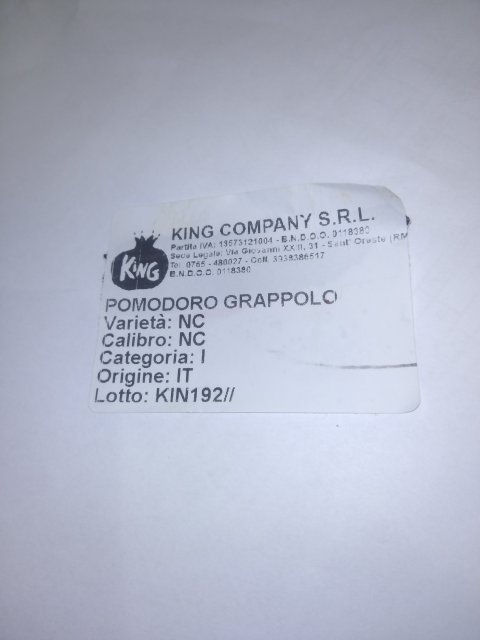 KING COMPANY S.R.L.
Partita IVA: 13573121004 - B.N.D.O.O. 0118380
Sede Legale: Via Giovanni XXIII, 31 - Sant' Oreste (RM
Tel. 0765 - 480027 - Cell. 3938386517
B.N.D.O.O. 0118380
KING
POMODORO GRAPPOLO
Varietà: NC
Calibro: NC
Categoria: I
Origine: IT
Lotto: KIN192//